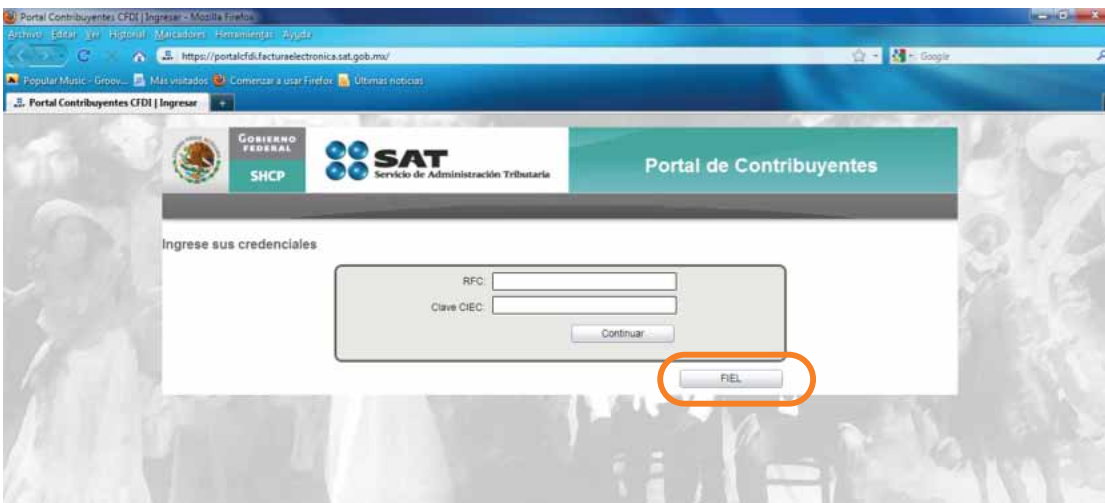 Portal Contribuyentes CFDI | Ingresar - Mozilla Firefox
Archivo Editar Ver Historial Marcadores Herramientas Ayuda
https://portalcfdi.facturaelectronica.sat.gob.mx/
Google
Popular Music - Groov... Más visitados Comenzar a usar Firefox Últimas noticias
Portal Contribuyentes CFDI | Ingresar
GOBIERNO
FEDERAL
SHCP
SAT
Servicio de Administración Tributaria
Portal de Contribuyentes
Ingrese sus credenciales
RFC:
Clave CIEC:
Continuar
FIEL